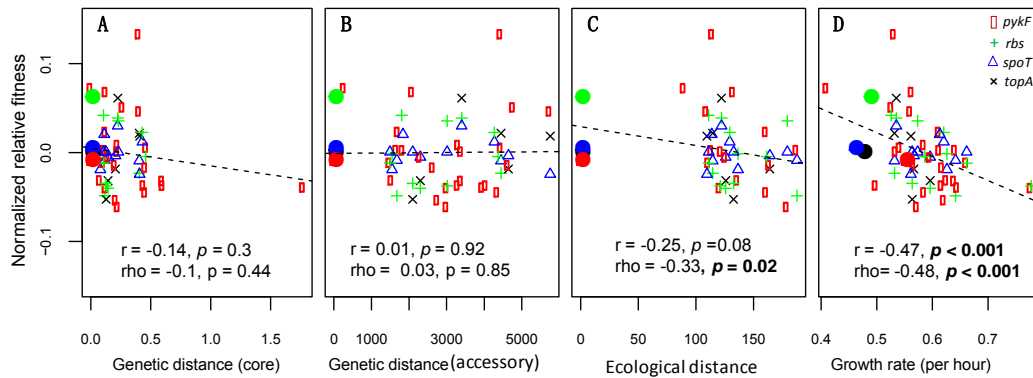 A
B
C
D
pykF
rbs
spoT
topA
Normalized relative fitness
0.1
0.0
-0.1
r = -0.14, p = 0.3
rho = -0.1, p = 0.44
r = 0.01, p = 0.92
rho = 0.03, p = 0.85
r = -0.25, p =0.08
rho = -0.33, p = 0.02
r = -0.47, p < 0.001
rho= -0.48, p < 0.001
0.0 0.5 1.0 1.5
0 1000 3000 5000
0 50 100 150
0.4 0.5 0.6 0.7
Genetic distance (core)
Genetic distance(accessory)
Ecological distance
Growth rate (per hour)